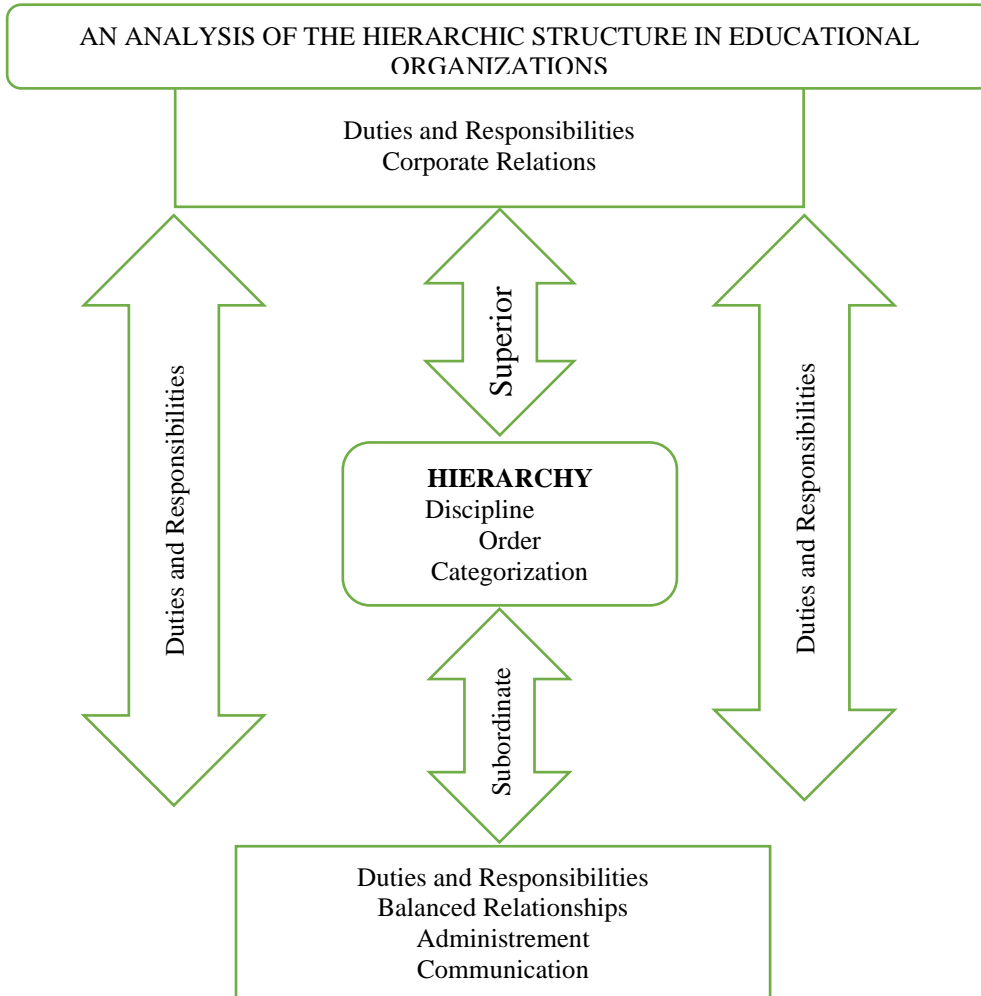 AN ANALYSIS OF THE HIERARCHIC STRUCTURE IN EDUCATIONAL
ORGANIZATIONS
Duties and Responsibilities
Corporate Relations
Duties and Responsibilities
Superior
Duties and Responsibilities
HIERARCHY
Discipline
Order
Categorization
Subordinate
Duties and Responsibilities
Balanced Relationships
Administrement
Communication